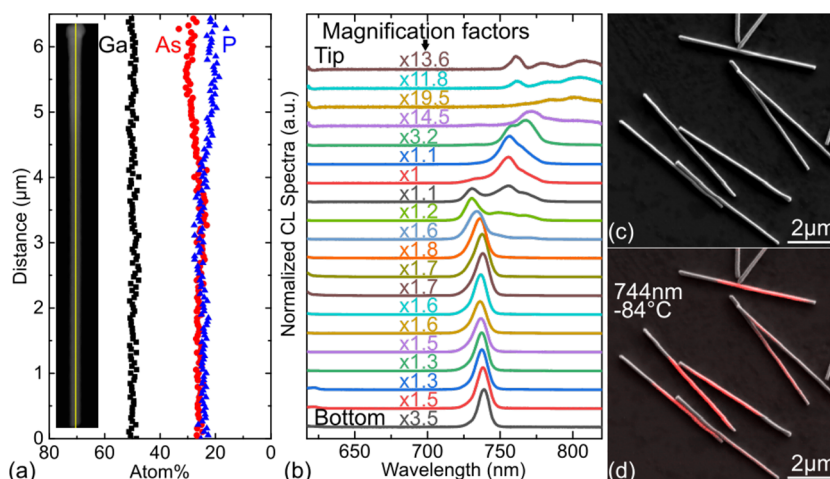 Ga
As
P
6
5
4
3
2
1
0
Distance (µm)
80
60
40
20
0
(a)
Atom%
Magnification factors
Tip
x13.6
x11.8
x19.5
x14.5
x3.2
x1.1
x1
x1.1
x1.2
x1.6
x1.8
x1.7
x1.7
x1.6
x1.6
x1.5
x1.3
x1.3
x1.5
Bottom
x3.5
Normalized CL Spectra (a.u.)
650
700
750
800
(b)
Wavelength (nm)
(c)
2µm
744nm
-84°C
(d)
2µm